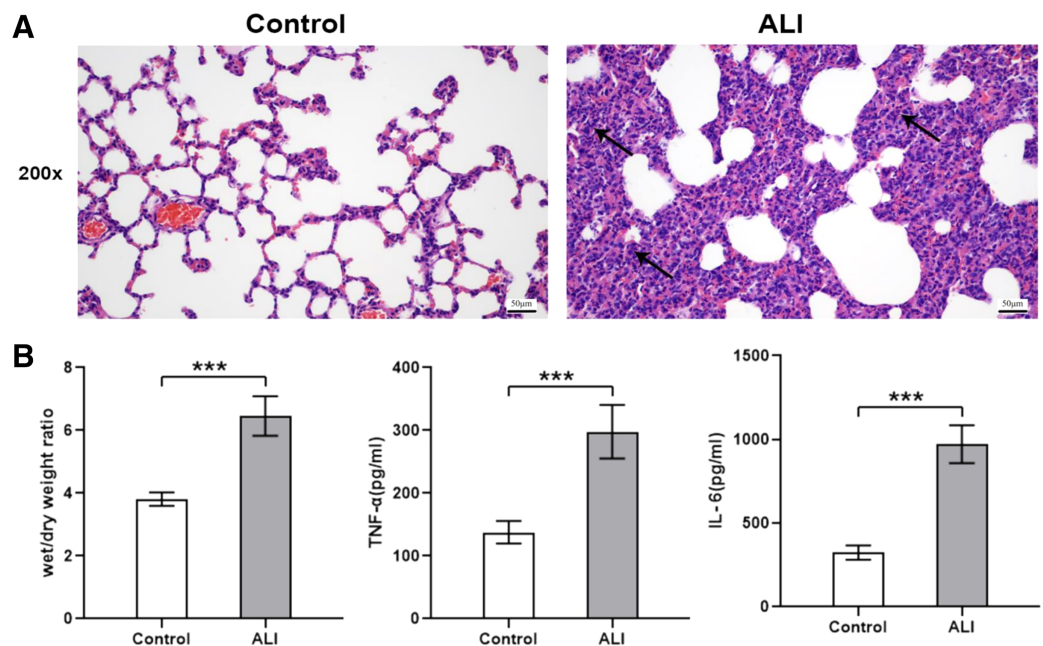 A
Control
ALI
200x
50μm
50μm
B
8
6
4
2
0
wet/dry weight ratio
***
Control
ALI
400
300
200
100
0
TNF-α(pg/ml)
***
Control
ALI
1500
1000
500
0
IL-6(pg/ml)
***
Control
ALI